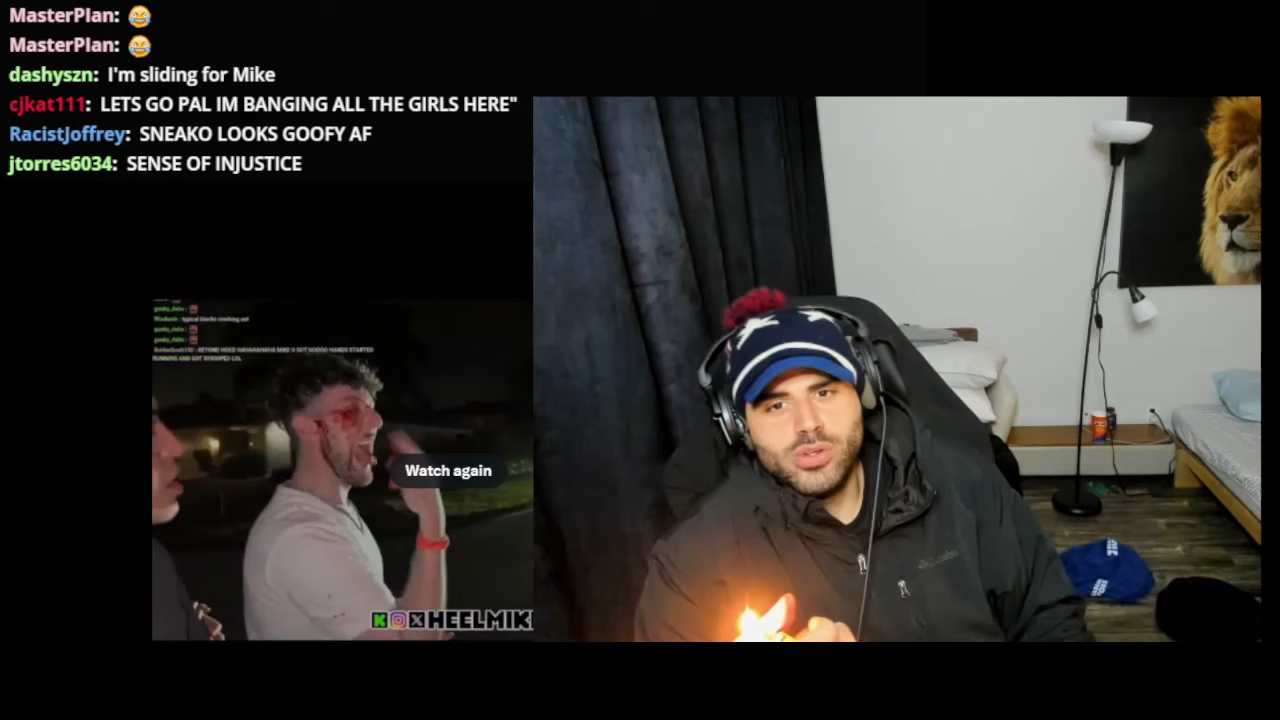 MasterPlan: 😂
MasterPlan: 😂
dashyszn: I'm sliding for Mike
cjkat111: LETS GO PAL IM BANGING ALL THE GIRLS HERE"
RacistJoffrey: SNEAKO LOOKS GOOFY AF
jtorres6034: SENSE OF INJUSTICE
Watch again
HEELMIK
Columbia